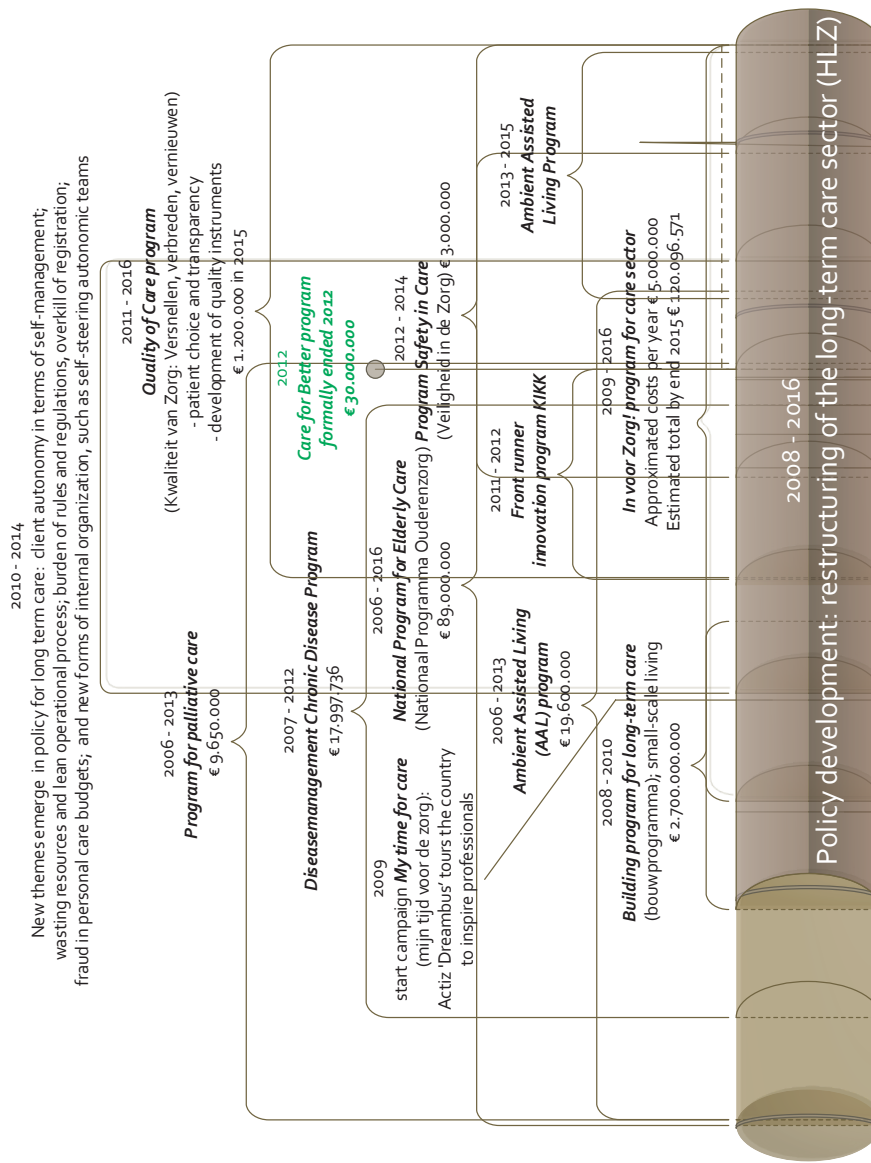 2010 - 2014
New themes emerge in policy for long term care: client autonomy in terms of self-management;
wasting resources and lean operational process; burden of rules and regulations, overkill of registration;
fraud in personal care budgets; and new forms of internal organization, such as self-steering autonomic teams
2006 - 2013
Program for palliative care
€ 9.650.000
2011 - 2016
Quality of Care program
(Kwaliteit van Zorg: Versnellen, verbreden, vernieuwen)
- patient choice and transparency
- development of quality instruments
€ 1.200.000 in 2015
2007 - 2012
Diseasemanagement Chronic Disease Program
€ 17.997.736
2012
Care for Better program
formally ended 2012
€ 30.000.000
2009
start campaign My time for care
(mijn tijd voor de zorg):
Actiz 'Dreambus' tours the country
to inspire professionals
2006 - 2016
National Program for Elderly Care
(Nationaal Programma Ouderenzorg)
€ 89.000.000
2012 - 2014
Program Safety in Care
(Veiligheid in de Zorg) € 3.000.000
2006 - 2013
Ambient Assisted Living
(AAL) program
€ 19.600.000
2011 - 2012
Front runner
innovation program KIKK
2013 - 2015
Ambient Assisted
Living Program
2008 - 2010
Building program for long-term care
(bouwprogramma); small-scale living
€ 2.700.000.000
2009 - 2016
In voor Zorg! program for care sector
Approximated costs per year € 5.000.000
Estimated total by end 2015 € 120.096.571
2008 - 2016
Policy development: restructuring of the long-term care sector (HLZ)